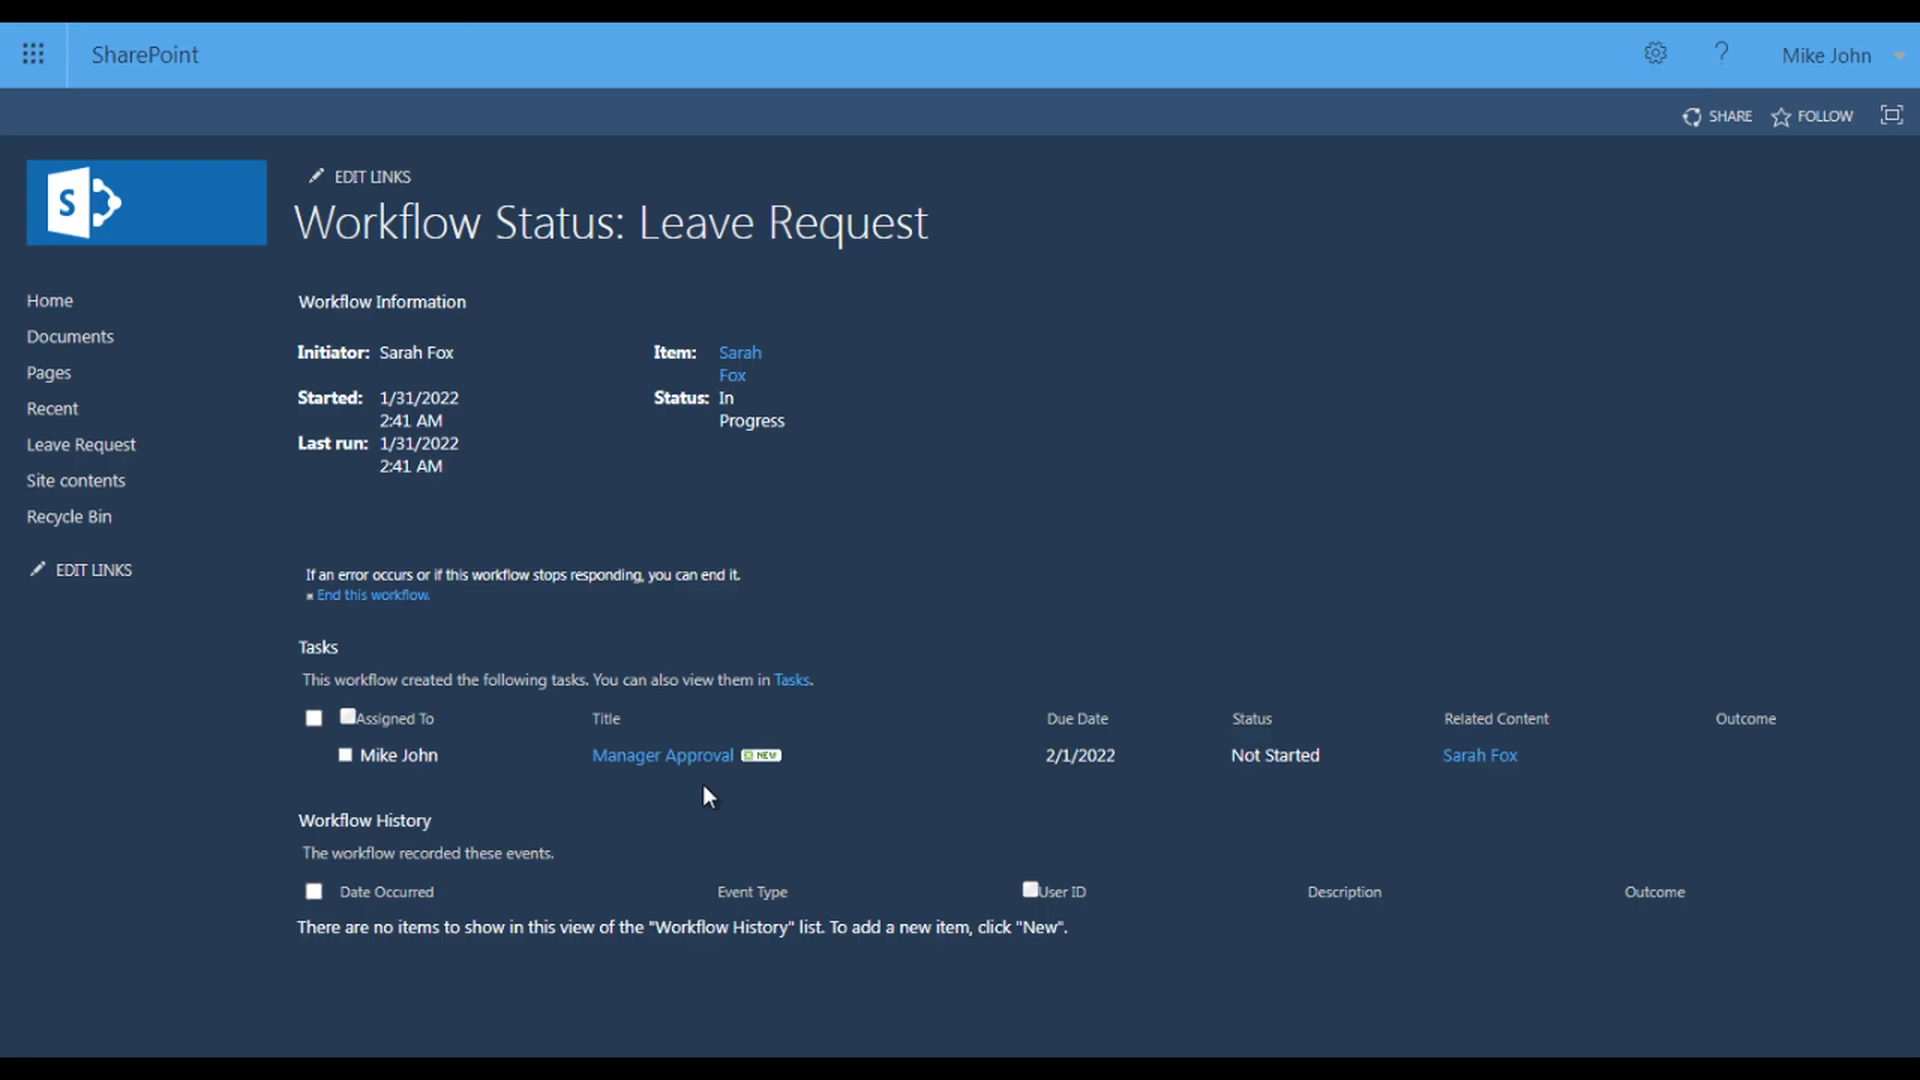 SharePoint
? Mike John
SHARE FOLLOW
S
EDIT LINKS
Workflow Status: Leave Request
Home
Documents
Pages
Recent
Leave Request
Site contents
Recycle Bin
EDIT LINKS
Workflow Information
Initiator: Sarah Fox
Item: Sarah
Fox
Started: 1/31/2022
2:41 AM
Status: In
Progress
Last run: 1/31/2022
2:41 AM
If an error occurs or if this workflow stops responding, you can end it.
End this workflow.
Tasks
This workflow created the following tasks. You can also view them in Tasks.
Assigned To Title Due Date Status Related Content Outcome
Mike John Manager Approval NEW 2/1/2022 Not Started Sarah Fox
Workflow History
The workflow recorded these events.
Date Occurred Event Type User ID Description Outcome
There are no items to show in this view of the "Workflow History" list. To add a new item, click "New".